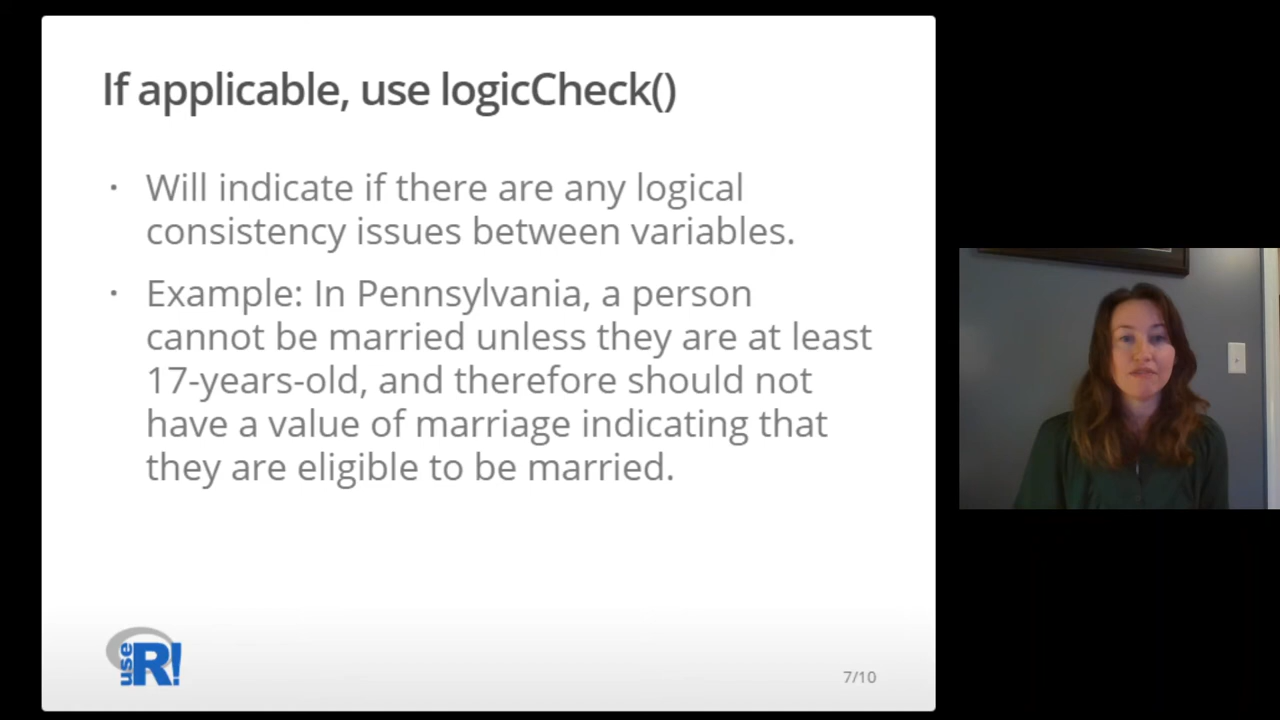 If applicable, use logicCheck()
• Will indicate if there are any logical
consistency issues between variables.
• Example: In Pennsylvania, a person
cannot be married unless they are at least
17-years-old, and therefore should not
have a value of marriage indicating that
they are eligible to be married.
use R!
7/10